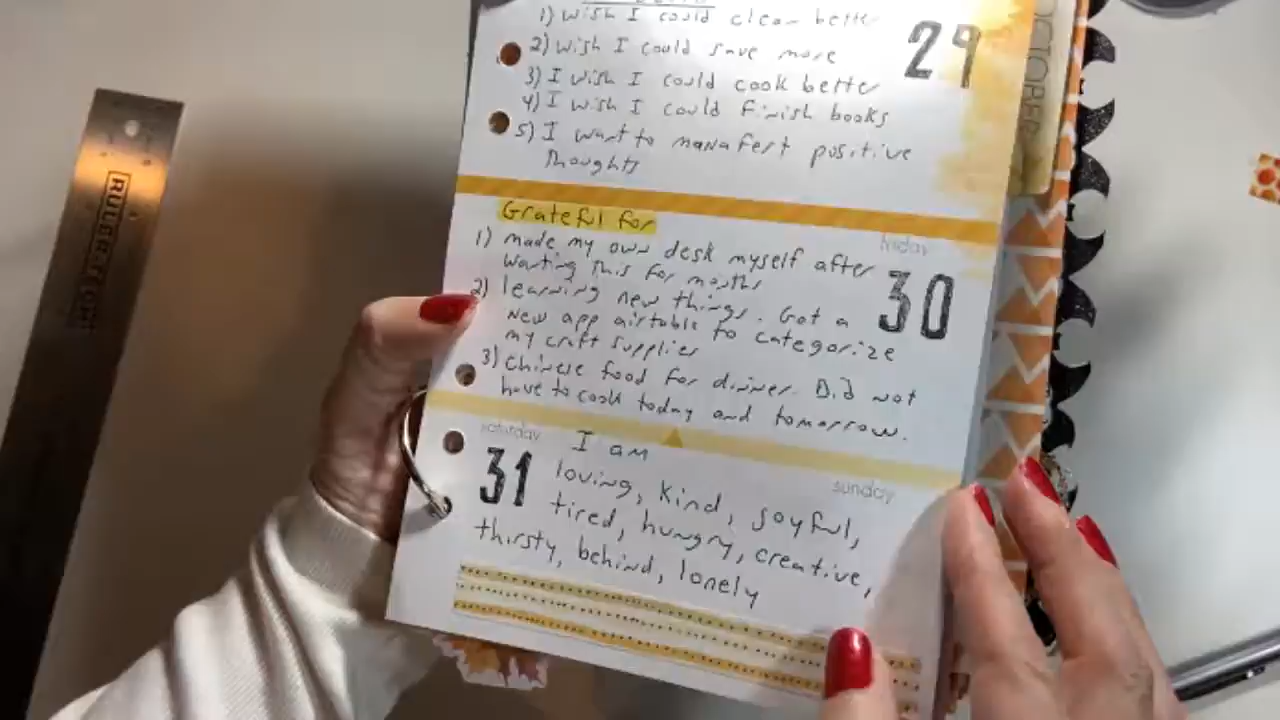 1) wish I could clean better
29
2) wish I could save more
3) I wish I could cook better
4) I wish I could finish books
5) I want to manafest positive
thoughts
OCTOBER
Grateful for
friday
30
1) made my own desk myself after
wanting this for months
2) learning new things. Got a
new app airtable to categorize
my craft supplies
3) Chinese food for dinner. Did not
have to cook today and tomorrow.
saturday
31
I am
sunday
loving, kind, joyful,
tired, hungry, creative,
thirsty, behind, lonely